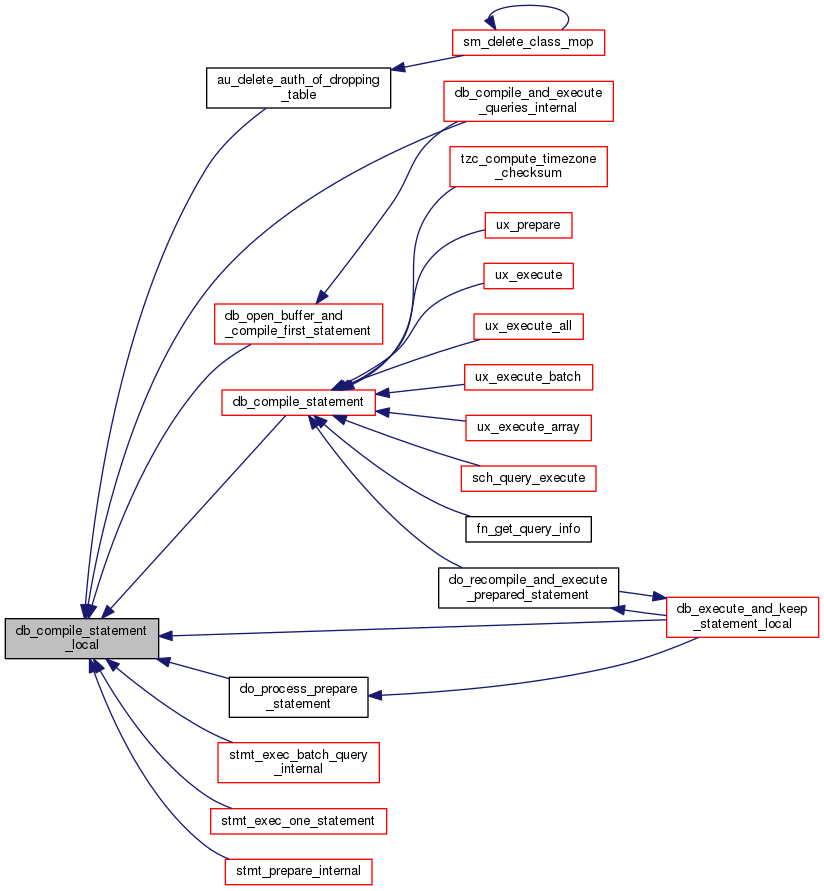 sm_delete_class_mop
au_delete_auth_of_dropping
_table
db_compile_and_execute
_queries_internal
tzc_compute_timezone
_checksum
ux_prepare
ux_execute
db_open_buffer_and
_compile_first_statement
ux_execute_all
ux_execute_batch
db_compile_statement
ux_execute_array
sch_query_execute
fn_get_query_info
do_recompile_and_execute
_prepared_statement
db_execute_and_keep
_statement_local
db_compile_statement
_local
do_process_prepare
_statement
stmt_exec_batch_query
_internal
stmt_exec_one_statement
stmt_prepare_internal